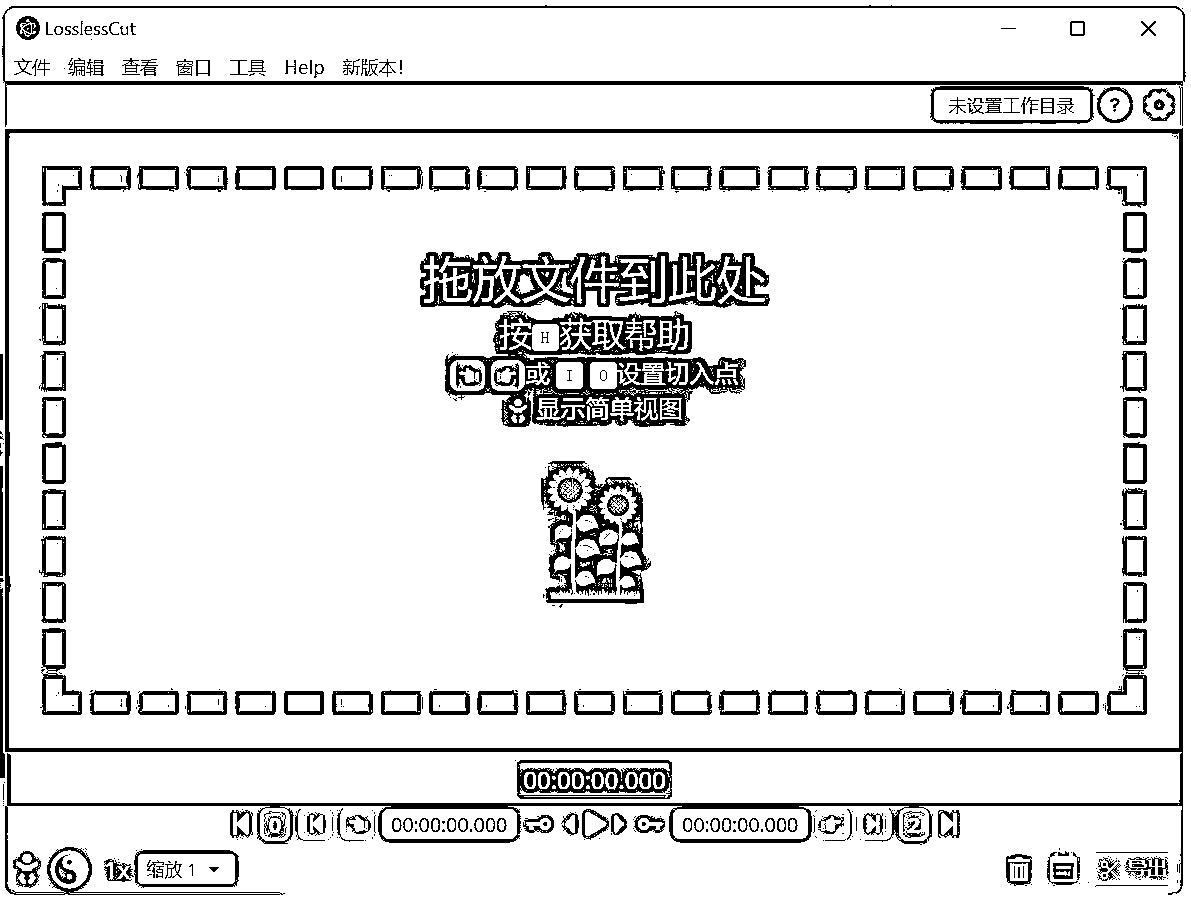 LosslessCut
文件 编辑 查看 窗口 工具 Help 新版本!
未设置工作目录 ?
拖放文件到此处
按 H 获取帮助
或 I O 设置切入点
显示简单视图
00:00:00.000
0 00:00:00.000 00:00:00.000 2
1x 缩放 1 导出